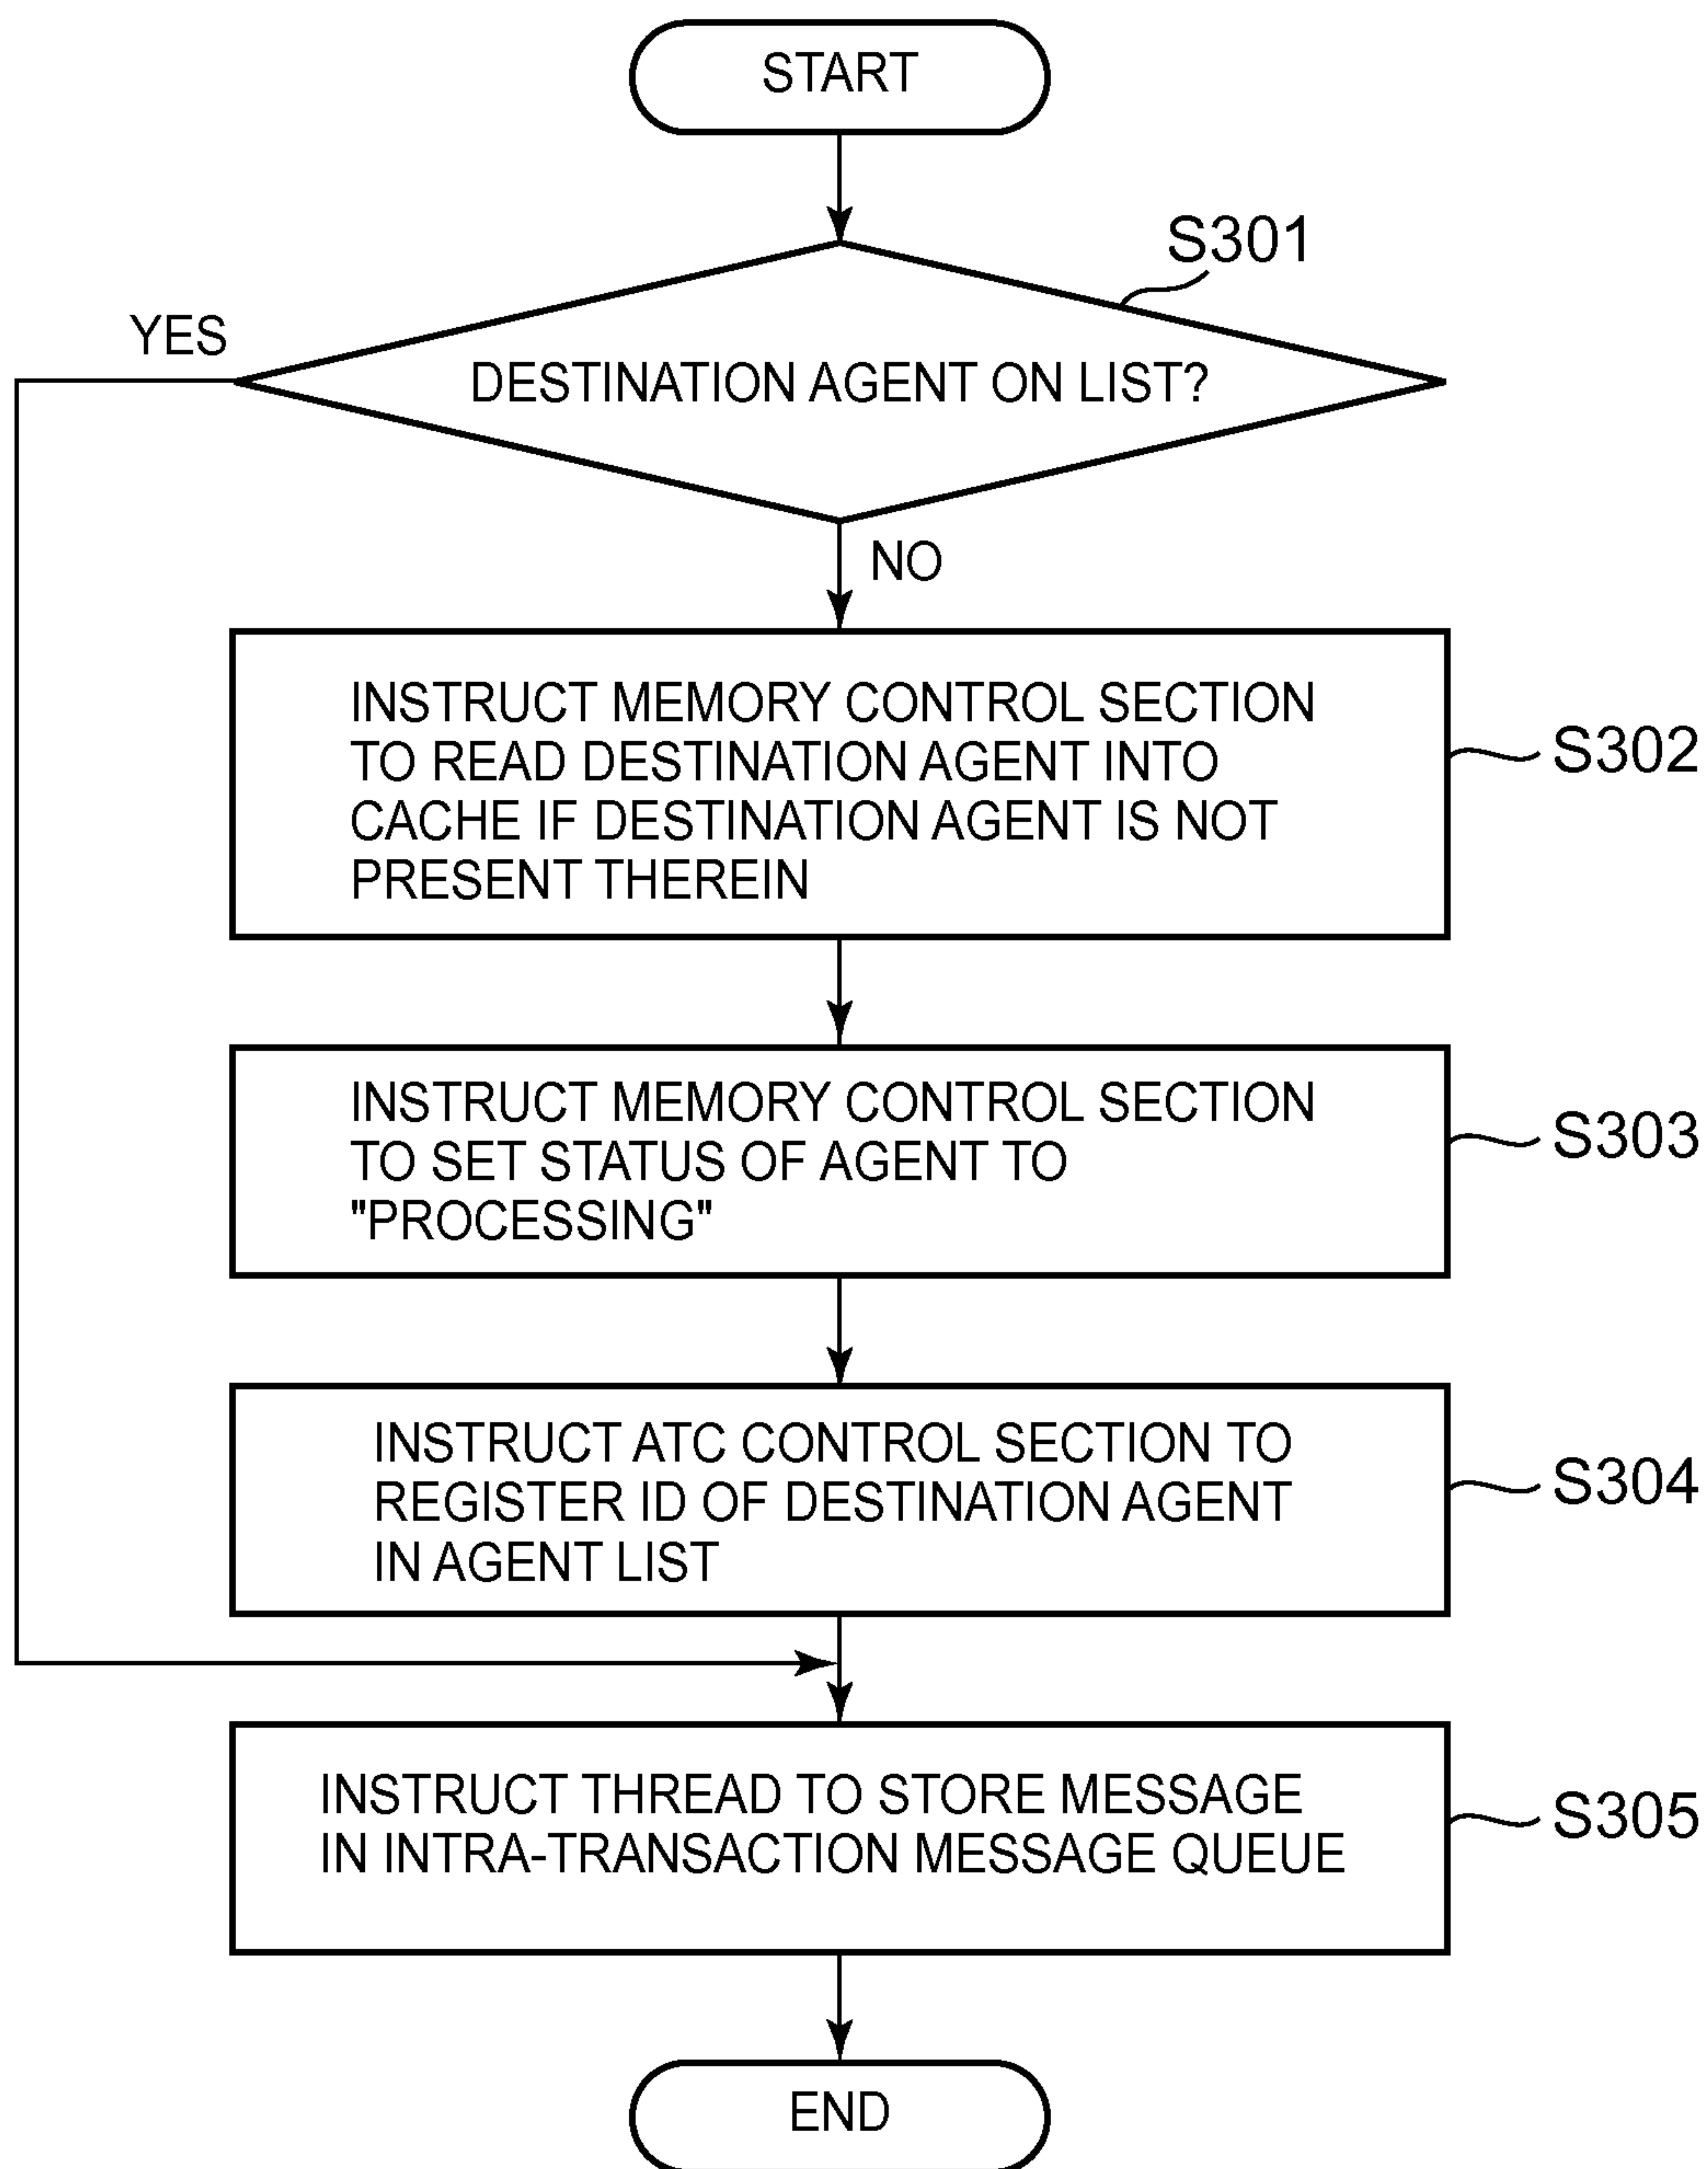 START
S301
YES
DESTINATION AGENT ON LIST?
NO
INSTRUCT MEMORY CONTROL SECTION
TO READ DESTINATION AGENT INTO
CACHE IF DESTINATION AGENT IS NOT
PRESENT THEREIN
S302
INSTRUCT MEMORY CONTROL SECTION
TO SET STATUS OF AGENT TO
"PROCESSING"
S303
INSTRUCT ATC CONTROL SECTION TO
REGISTER ID OF DESTINATION AGENT
IN AGENT LIST
S304
INSTRUCT THREAD TO STORE MESSAGE
IN INTRA-TRANSACTION MESSAGE QUEUE
S305
END